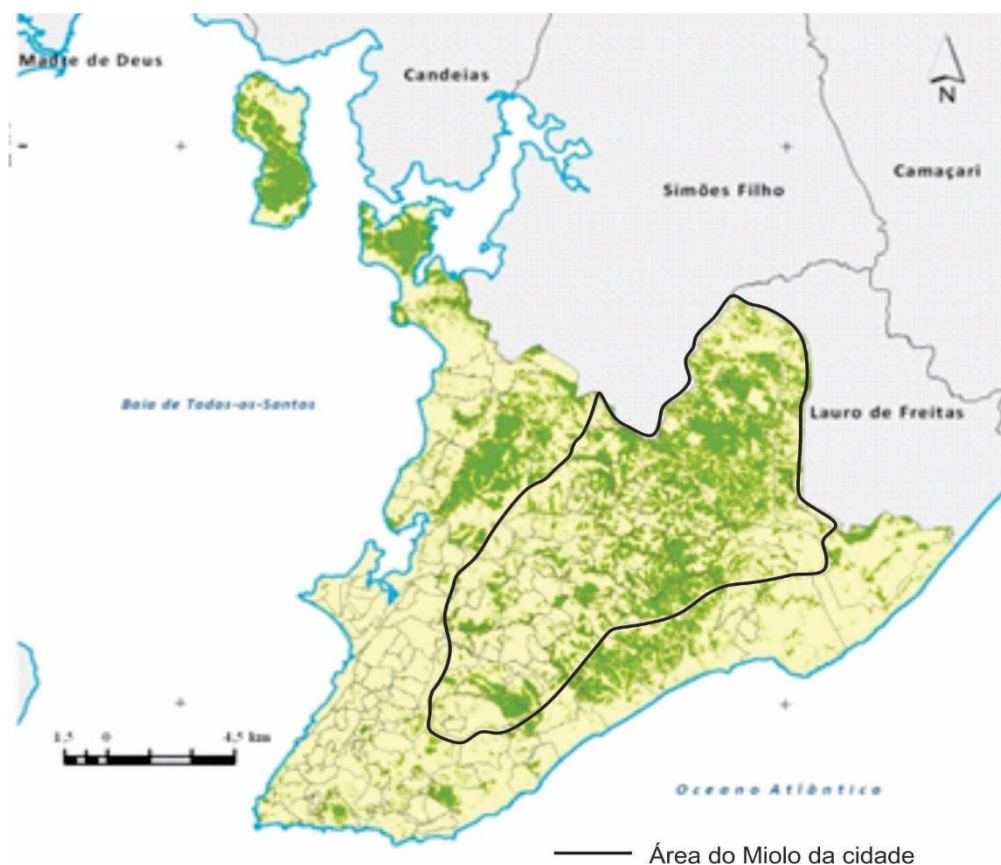 Madre de Deus
Candeias
N
Camaçari
Simões Filho
Baía de Todos-os-Santos
Lauro de Freitas
1,5 0 4,5 km
Oceano Atlântico
Área do Miolo da cidade